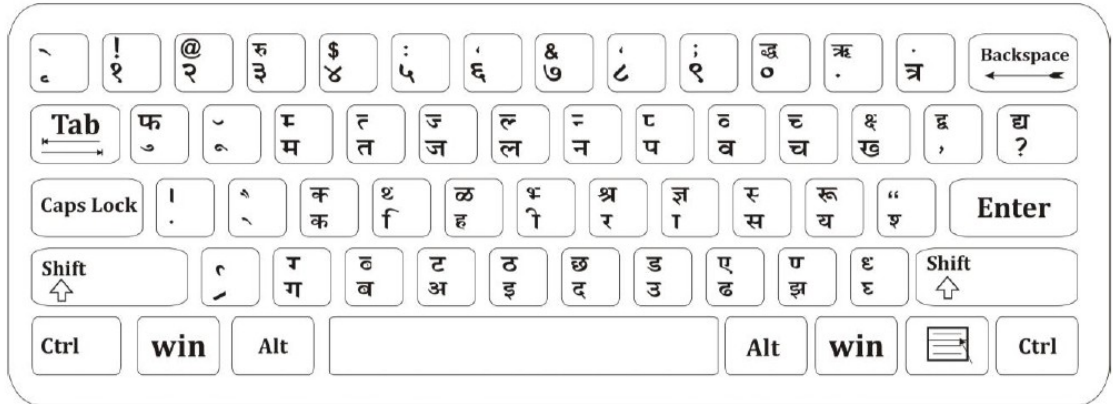 ! @ रु $ : ‘ & ‘ ; द्ध ऋ Backspace
१ २ ३ ४ ५ ६ ७ ८ ९ ० . त्र
Tab फ म् त् ज् ल् न् प् व् च् क्ष् द्व द्य
ु म त ज ल न प व च ख , ?
Caps Lock । क् थ् ळ भ् श्र ज्ञ स् रू “ Enter
. े क ि ह ी र ा स य श्
Shift ग् ब् ट ठ छ ड ए ण् ध् Shift
् ग ब अ इ द उ ढ झ घ्
Ctrl win Alt Alt win Ctrl